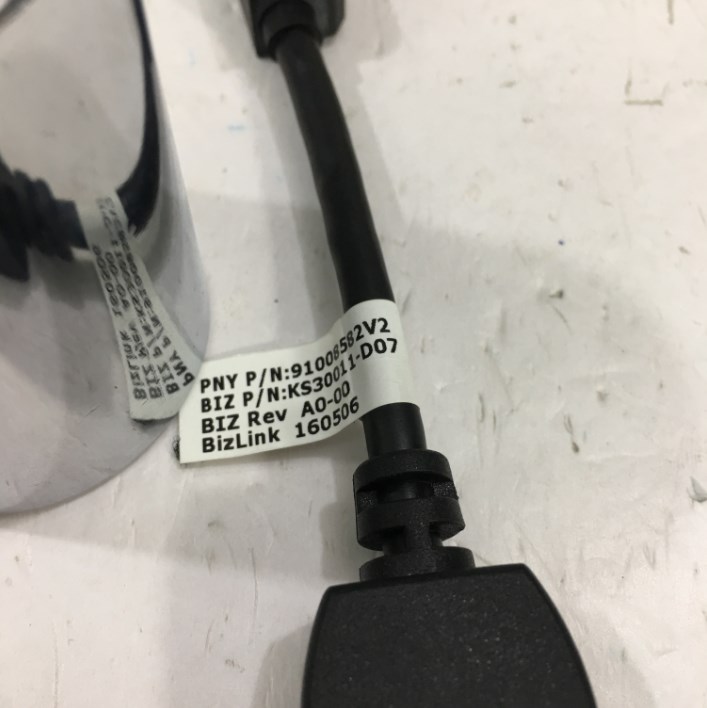 PNY P/N:91008582V2
BIZ P/N:KS30011-D07
BIZ Rev A0-00
BizLink 160506